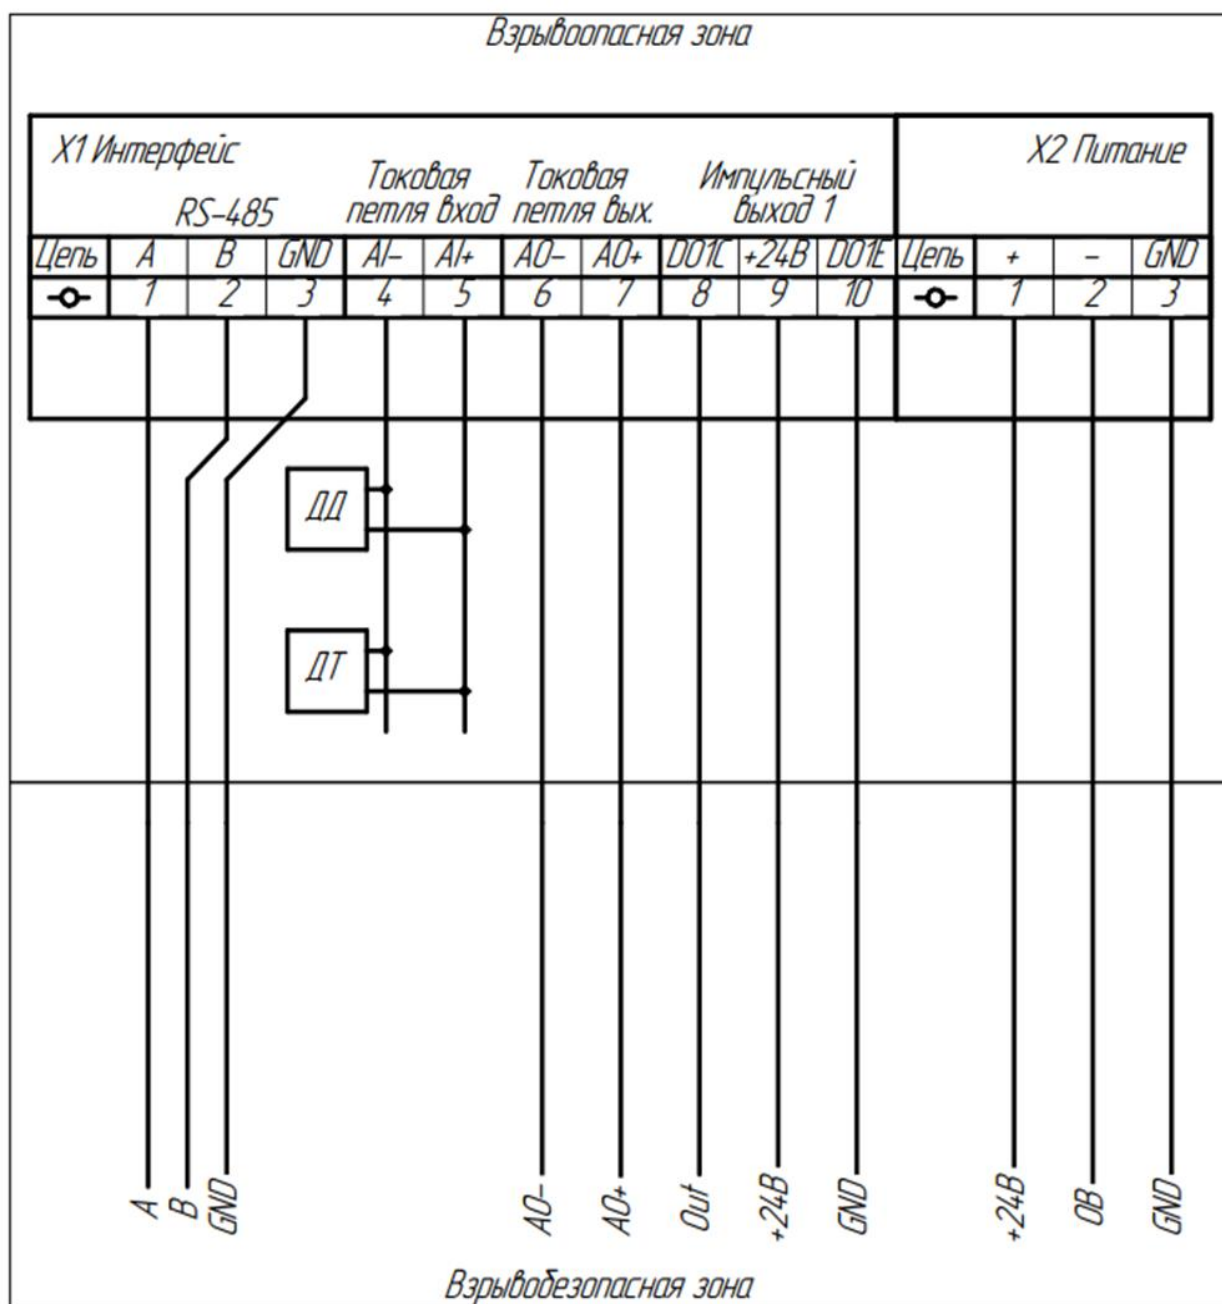 Взрывоопасная зона
X1 Интерфейс
X2 Питание
RS-485
Токовая петля вход
Токовая петля вых.
Импульсный выход 1
Цепь A B GND AI- AI+ AO- AO+ DO1C +24В DO1E Цепь + - GND
1 2 3 4 5 6 7 8 9 10 1 2 3
ДД
ДТ
A B GND AO- AO+ Out +24В GND +24В 0В GND
Взрывобезопасная зона